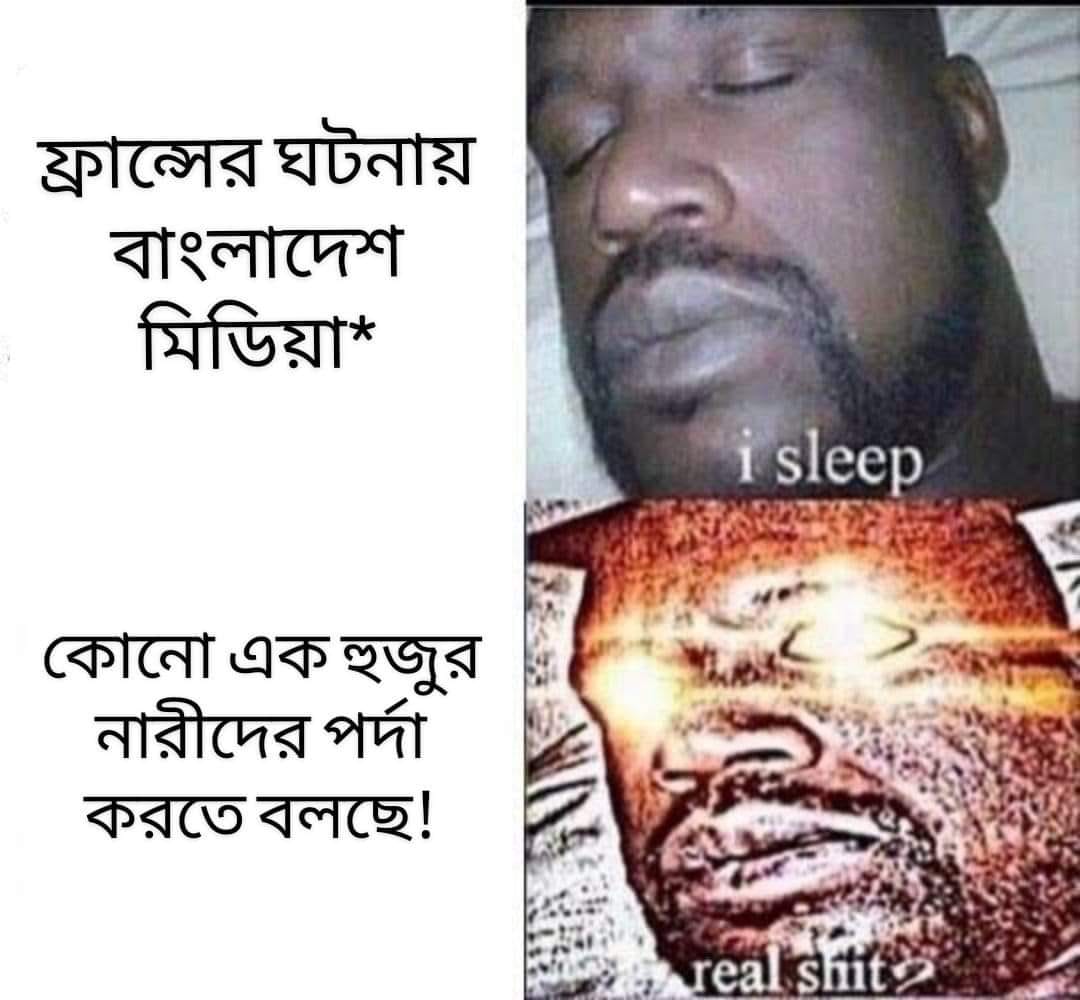 ফ্রান্সের ঘটনায়
বাংলাদেশ
মিডিয়া*
i sleep
কোনো এক হুজুর
নারীদের পর্দা
করতে বলছে!
real shit?